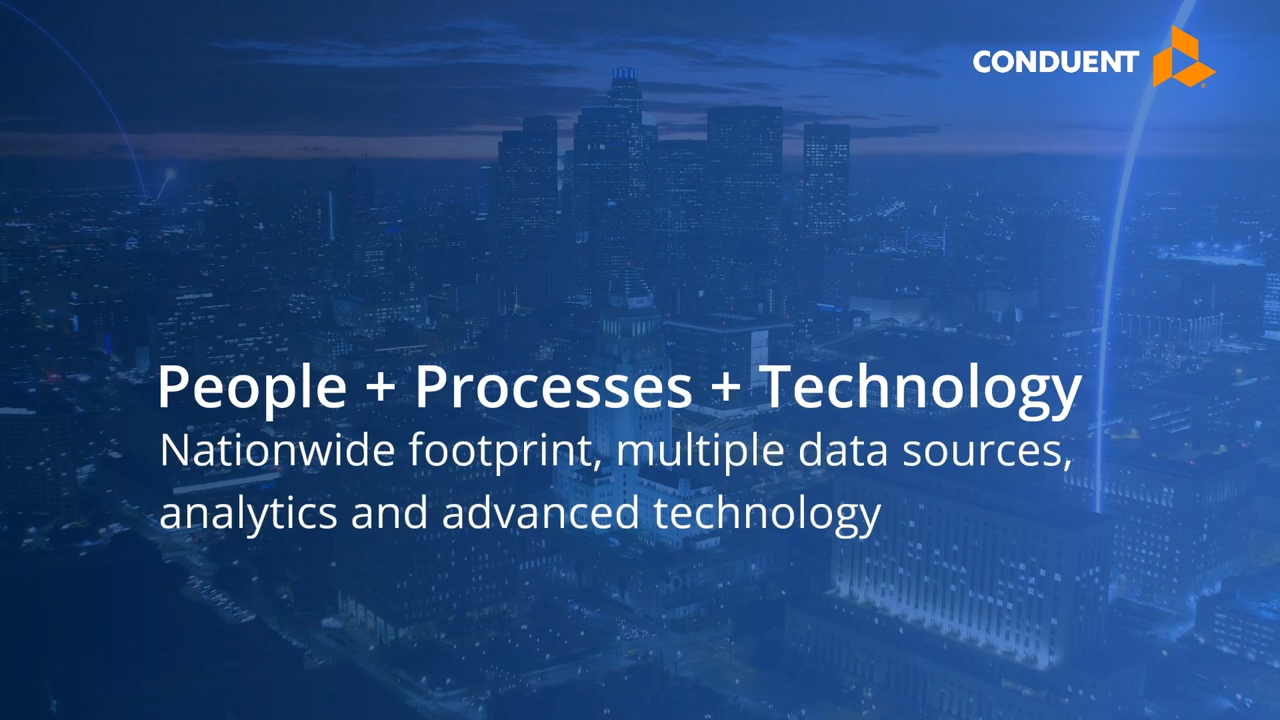 CONDUENT
People + Processes + Technology
Nationwide footprint, multiple data sources,
analytics and advanced technology